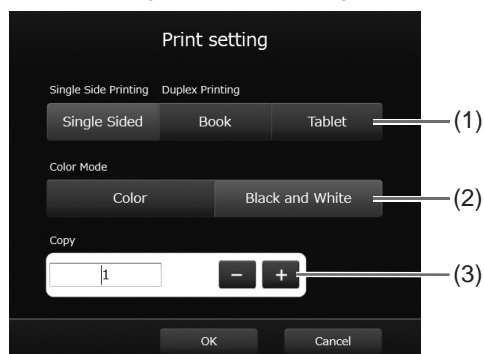 Print setting
Single Side Printing Duplex Printing
Single Sided Book Tablet (1)
Color Mode
Color Black and White (2)
Copy
1 − + (3)
OK Cancel